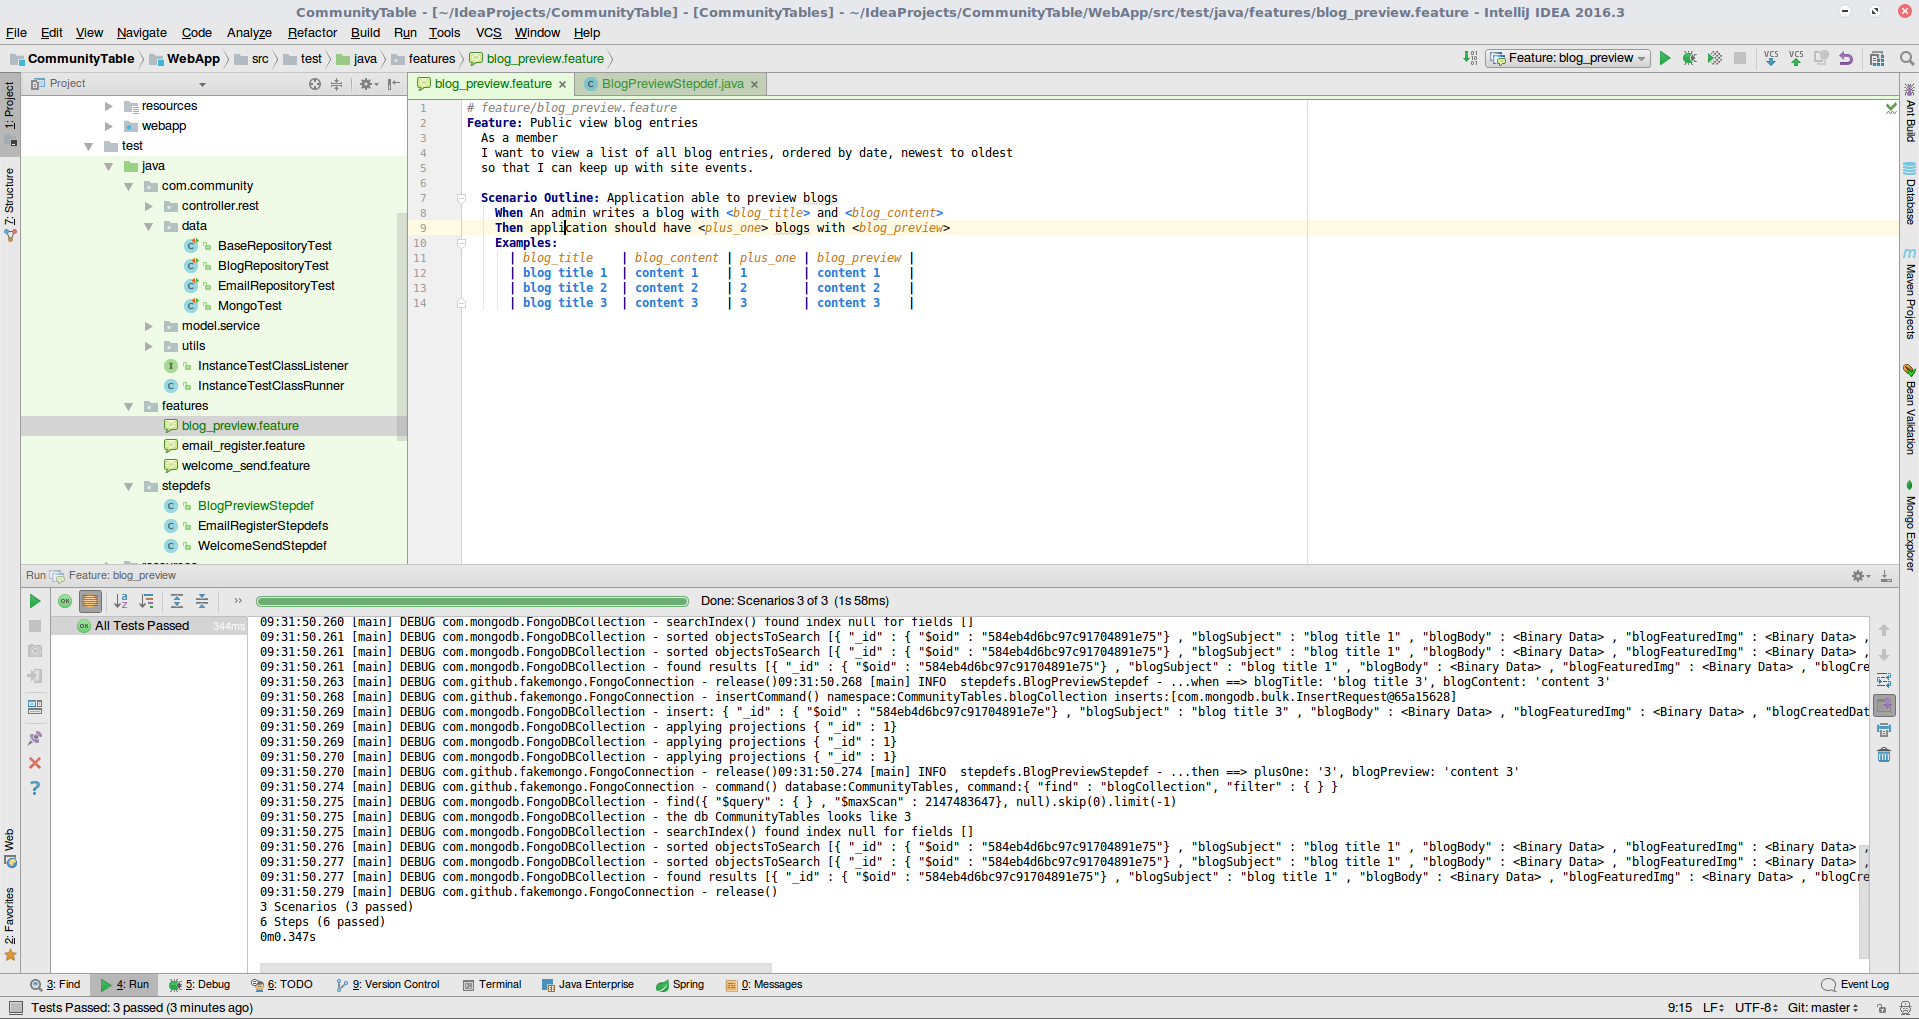 CommunityTable - [~/IdeaProjects/CommunityTable] - [CommunityTables] - ~/IdeaProjects/CommunityTable/WebApp/src/test/java/features/blog_preview.feature - IntelliJ IDEA 2016.3
File Edit View Navigate Code Analyze Refactor Build Run Tools VCS Window Help
CommunityTable WebApp src test java features blog_preview.feature
Feature: blog_preview
VCS VCS
Project
blog_preview.feature
BlogPreviewStepdef.java
1: Project
7: Structure
resources
webapp
test
java
com.community
controller.rest
data
BaseRepositoryTest
BlogRepositoryTest
EmailRepositoryTest
MongoTest
model.service
utils
InstanceTestClassListener
InstanceTestClassRunner
features
blog_preview.feature
email_register.feature
welcome_send.feature
stepdefs
BlogPreviewStepdef
EmailRegisterStepdefs
WelcomeSendStepdef
1 # feature/blog_preview.feature
2 Feature: Public view blog entries
3 As a member
4 I want to view a list of all blog entries, ordered by date, newest to oldest
5 so that I can keep up with site events.
6
7 Scenario Outline: Application able to preview blogs
8 When An admin writes a blog with <blog_title> and <blog_content>
9 Then application should have <plus_one> blogs with <blog_preview>
10 Examples:
11 | blog_title | blog_content | plus_one | blog_preview |
12 | blog title 1 | content 1 | 1 | content 1 |
13 | blog title 2 | content 2 | 2 | content 2 |
14 | blog title 3 | content 3 | 3 | content 3 |
Ant Build
Database
Maven Projects
Bean Validation
Mongo Explorer
Run Feature: blog_preview
Done: Scenarios 3 of 3 (1s 58ms)
All Tests Passed 344ms
09:31:50.260 [main] DEBUG com.mongodb.FongoDBCollection - searchIndex() found index null for fields []
09:31:50.261 [main] DEBUG com.mongodb.FongoDBCollection - sorted objectsToSearch [{ "_id" : { "$oid" : "584eb4d6bc97c91704891e75"} , "blogSubject" : "blog title 1" , "blogBody" : <Binary Data> , "blogFeaturedImg" : <Binary Data> ,
09:31:50.261 [main] DEBUG com.mongodb.FongoDBCollection - sorted objectsToSearch [{ "_id" : { "$oid" : "584eb4d6bc97c91704891e75"} , "blogSubject" : "blog title 1" , "blogBody" : <Binary Data> , "blogFeaturedImg" : <Binary Data> ,
09:31:50.261 [main] DEBUG com.mongodb.FongoDBCollection - found results [{ "_id" : { "$oid" : "584eb4d6bc97c91704891e75"} , "blogSubject" : "blog title 1" , "blogBody" : <Binary Data> , "blogFeaturedImg" : <Binary Data> , "blogCre
09:31:50.263 [main] DEBUG com.github.fakemongo.FongoConnection - release()09:31:50.268 [main] INFO stepdefs.BlogPreviewStepdef - ...when ==> blogTitle: 'blog title 3', blogContent: 'content 3'
09:31:50.268 [main] DEBUG com.mongodb.FongoDBCollection - insertCommand() namespace:CommunityTables.blogCollection inserts:[com.mongodb.bulk.InsertRequest@65a15628]
09:31:50.269 [main] DEBUG com.mongodb.FongoDBCollection - insert: { "_id" : { "$oid" : "584eb4d6bc97c91704891e7e"} , "blogSubject" : "blog title 3" , "blogBody" : <Binary Data> , "blogFeaturedImg" : <Binary Data> , "blogCreatedDat
09:31:50.269 [main] DEBUG com.mongodb.FongoDBCollection - applying projections { "_id" : 1}
09:31:50.269 [main] DEBUG com.mongodb.FongoDBCollection - applying projections { "_id" : 1}
09:31:50.270 [main] DEBUG com.mongodb.FongoDBCollection - applying projections { "_id" : 1}
09:31:50.270 [main] DEBUG com.github.fakemongo.FongoConnection - release()09:31:50.274 [main] INFO stepdefs.BlogPreviewStepdef - ...then ==> plusOne: '3', blogPreview: 'content 3'
09:31:50.274 [main] DEBUG com.github.fakemongo.FongoConnection - command() database:CommunityTables, command:{ "find" : "blogCollection", "filter" : { } }
09:31:50.275 [main] DEBUG com.mongodb.FongoDBCollection - find({ "$query" : { } , "$maxScan" : 2147483647}, null).skip(0).limit(-1)
09:31:50.275 [main] DEBUG com.mongodb.FongoDBCollection - the db CommunityTables looks like 3
09:31:50.275 [main] DEBUG com.mongodb.FongoDBCollection - searchIndex() found index null for fields []
09:31:50.276 [main] DEBUG com.mongodb.FongoDBCollection - sorted objectsToSearch [{ "_id" : { "$oid" : "584eb4d6bc97c91704891e75"} , "blogSubject" : "blog title 1" , "blogBody" : <Binary Data> , "blogFeaturedImg" : <Binary Data> ,
09:31:50.277 [main] DEBUG com.mongodb.FongoDBCollection - sorted objectsToSearch [{ "_id" : { "$oid" : "584eb4d6bc97c91704891e75"} , "blogSubject" : "blog title 1" , "blogBody" : <Binary Data> , "blogFeaturedImg" : <Binary Data> ,
09:31:50.277 [main] DEBUG com.mongodb.FongoDBCollection - found results [{ "_id" : { "$oid" : "584eb4d6bc97c91704891e75"} , "blogSubject" : "blog title 1" , "blogBody" : <Binary Data> , "blogFeaturedImg" : <Binary Data> , "blogCre
09:31:50.279 [main] DEBUG com.github.fakemongo.FongoConnection - release()
3 Scenarios (3 passed)
6 Steps (6 passed)
0m0.347s
Web
2: Favorites
3: Find 4: Run 5: Debug 6: TODO 9: Version Control Terminal Java Enterprise Spring 0: Messages Event Log
Tests Passed: 3 passed (3 minutes ago) 9:15 LF UTF-8 Git: master